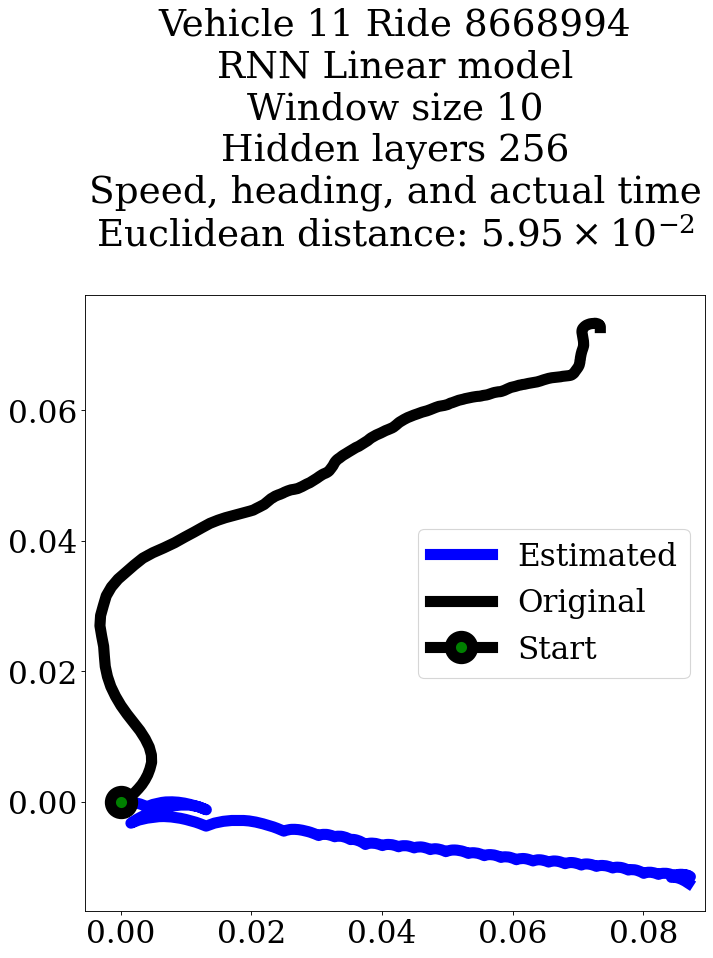 Vehicle 11 Ride 8668994
RNN Linear model
Window size 10
Hidden layers 256
Speed, heading, and actual time
Euclidean distance: 5.95 × 10⁻²
0.06
0.04
0.02
0.00
Estimated
Original
Start
0.00 0.02 0.04 0.06 0.08